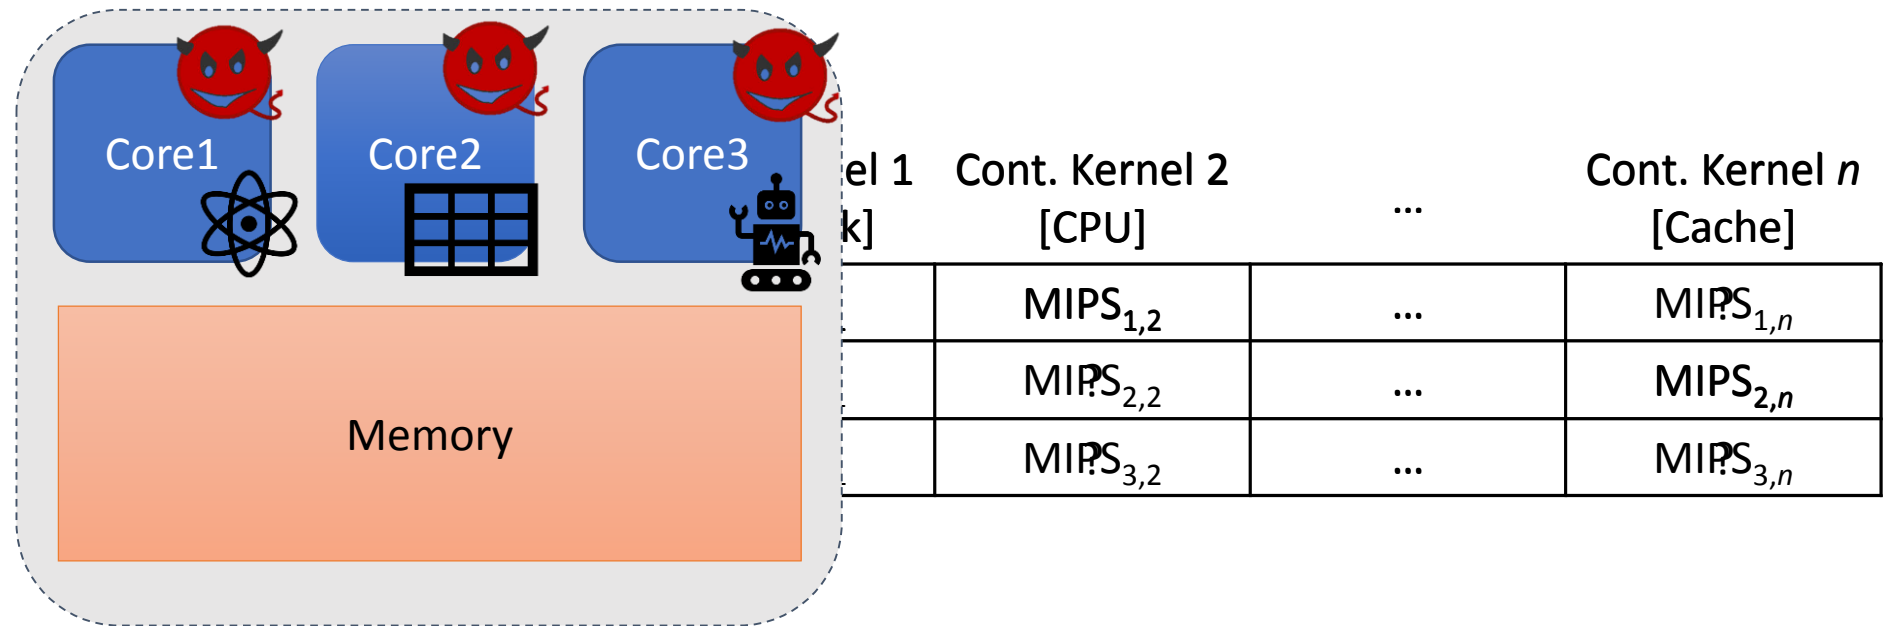 Core1
Core2
Core3
el 1
k]
Cont. Kernel 2
[CPU]
...
Cont. Kernel n
[Cache]
MIPS1,2
...
MIPS1,n
MIPS2,2
...
MIPS2,n
MIPS3,2
...
MIPS3,n
Memory